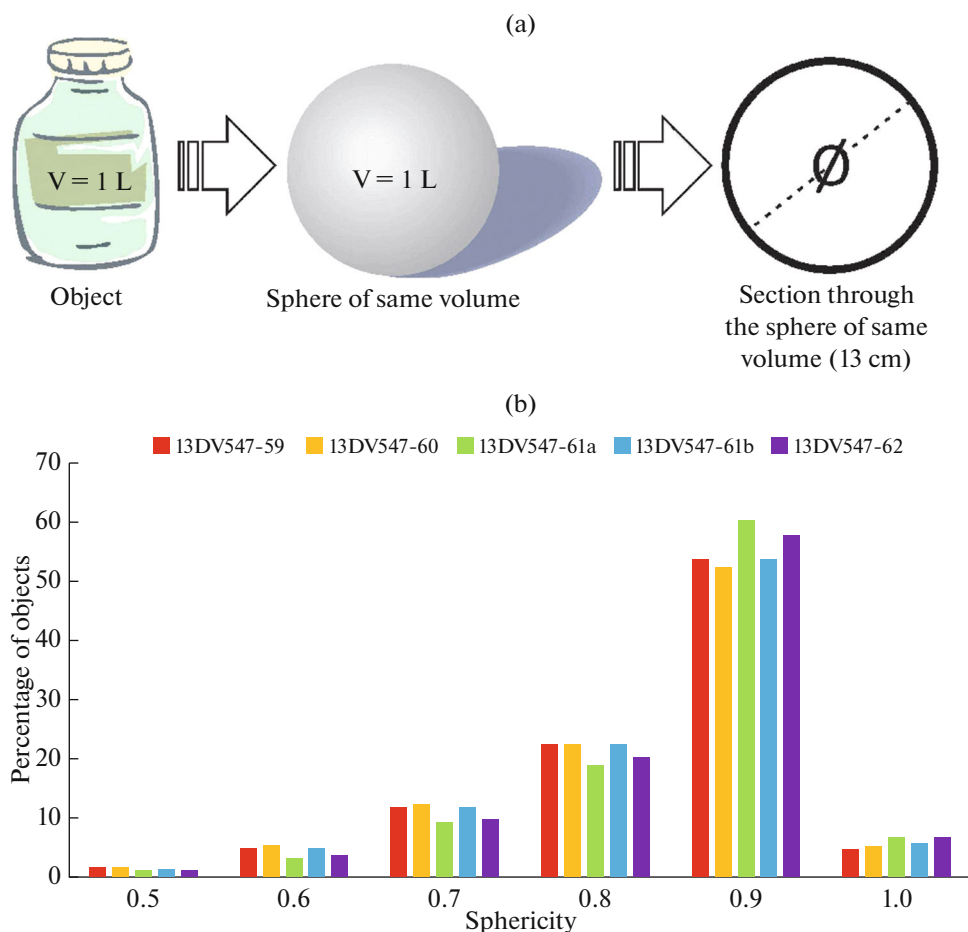 (a)
V = 1 L
V = 1 L
Ø
Object
Sphere of same volume
Section through
the sphere of same
volume (13 cm)
(b)
13DV547-59 13DV547-60 13DV547-61a 13DV547-61b 13DV547-62
Percentage of objects
70
60
50
40
30
20
10
0
0.5 0.6 0.7 0.8 0.9 1.0
Sphericity